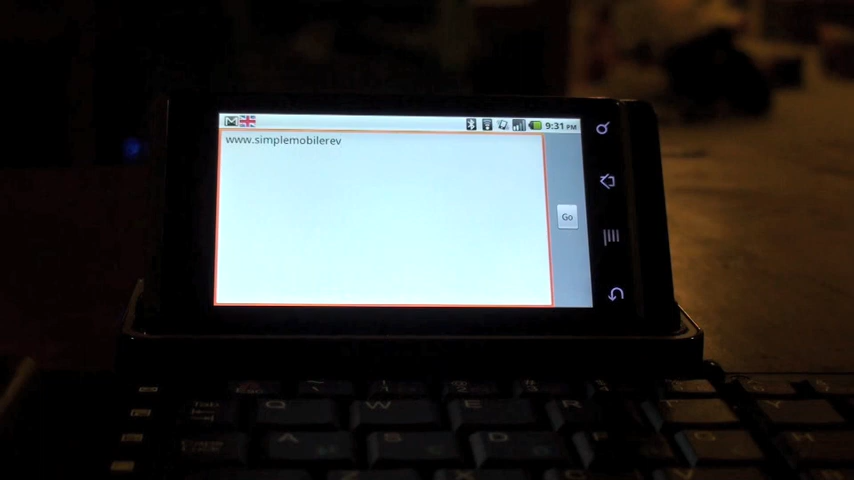 9:31 PM
www.simplemobilerev
Go
Q W E R Y
A S D F G H